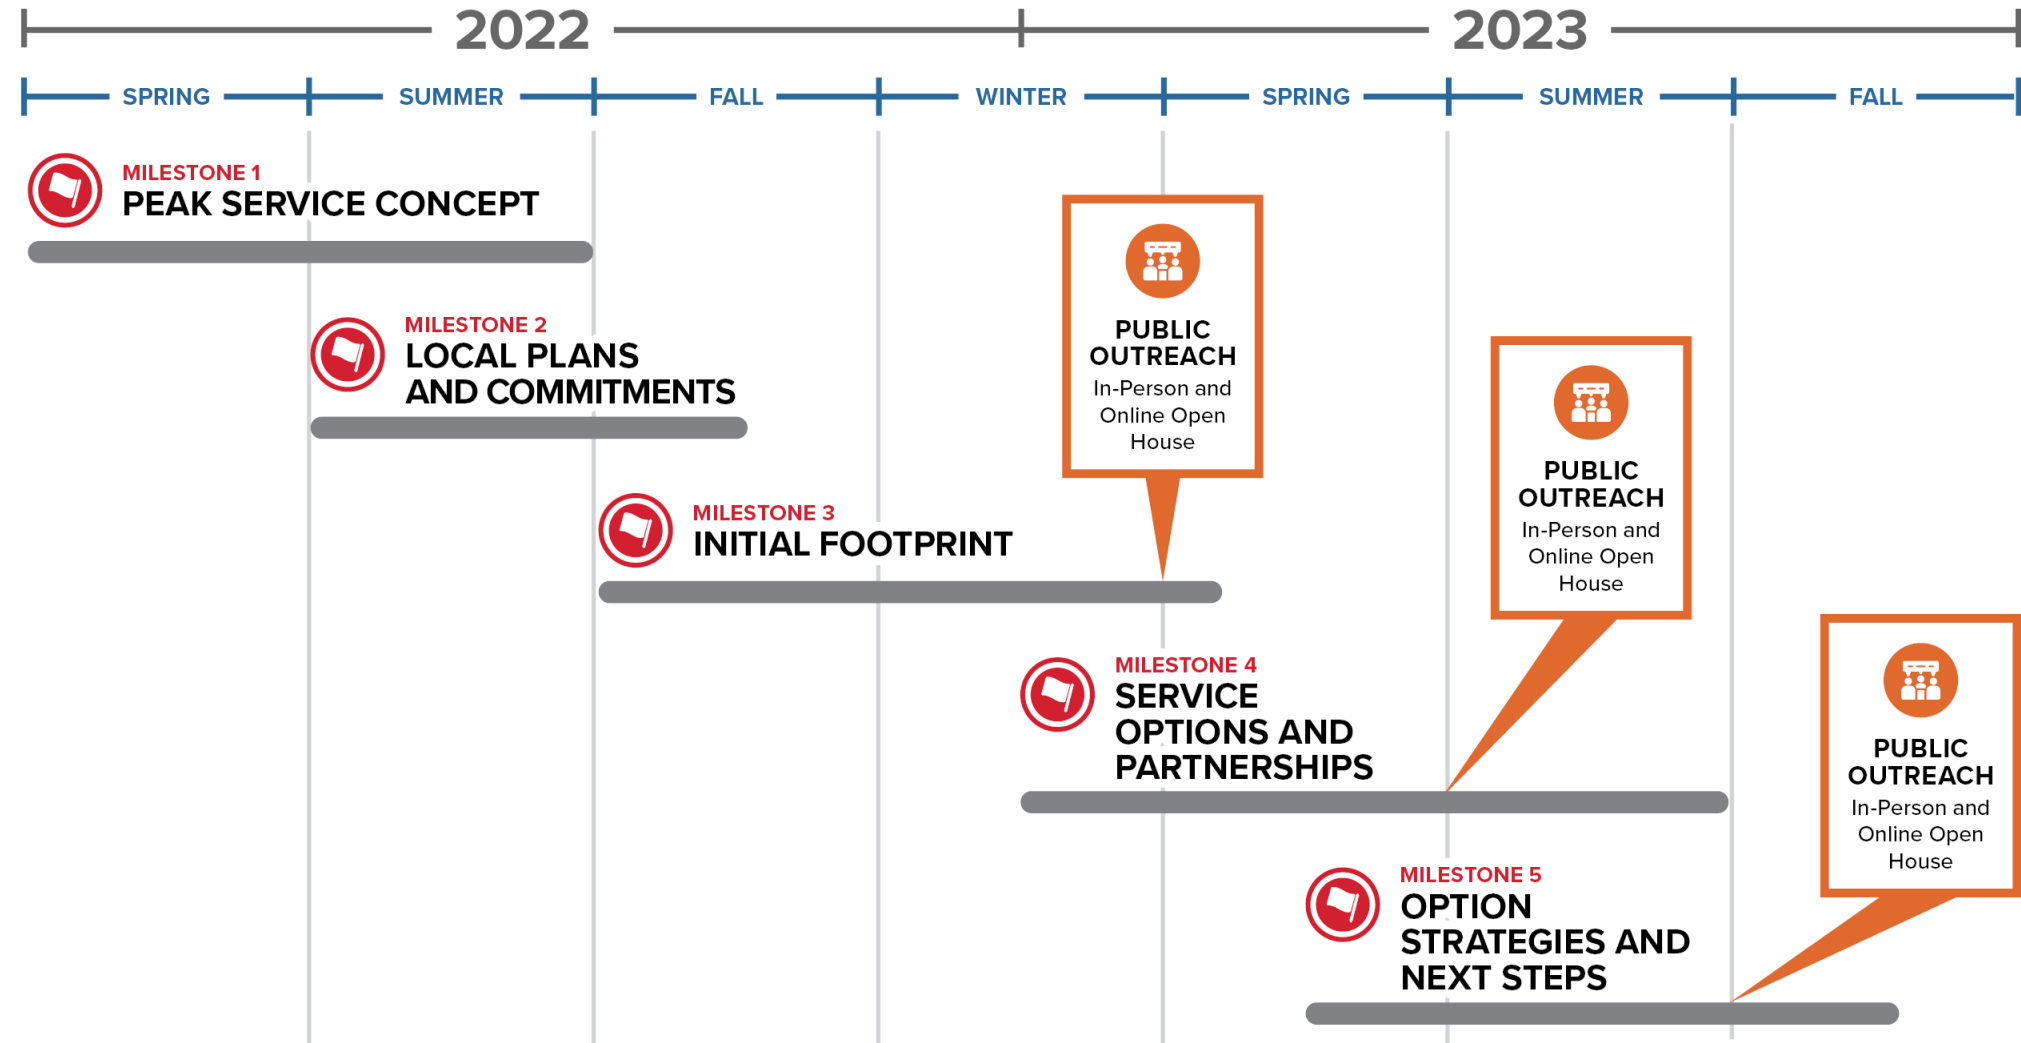 2022
2023
SPRING
SUMMER
FALL
WINTER
SPRING
SUMMER
FALL
MILESTONE 1
PEAK SERVICE CONCEPT
MILESTONE 2
LOCAL PLANS
AND COMMITMENTS
MILESTONE 3
INITIAL FOOTPRINT
PUBLIC
OUTREACH
In-Person and
Online Open
House
MILESTONE 4
SERVICE
OPTIONS AND
PARTNERSHIPS
PUBLIC
OUTREACH
In-Person and
Online Open
House
MILESTONE 5
OPTION
STRATEGIES AND
NEXT STEPS
PUBLIC
OUTREACH
In-Person and
Online Open
House